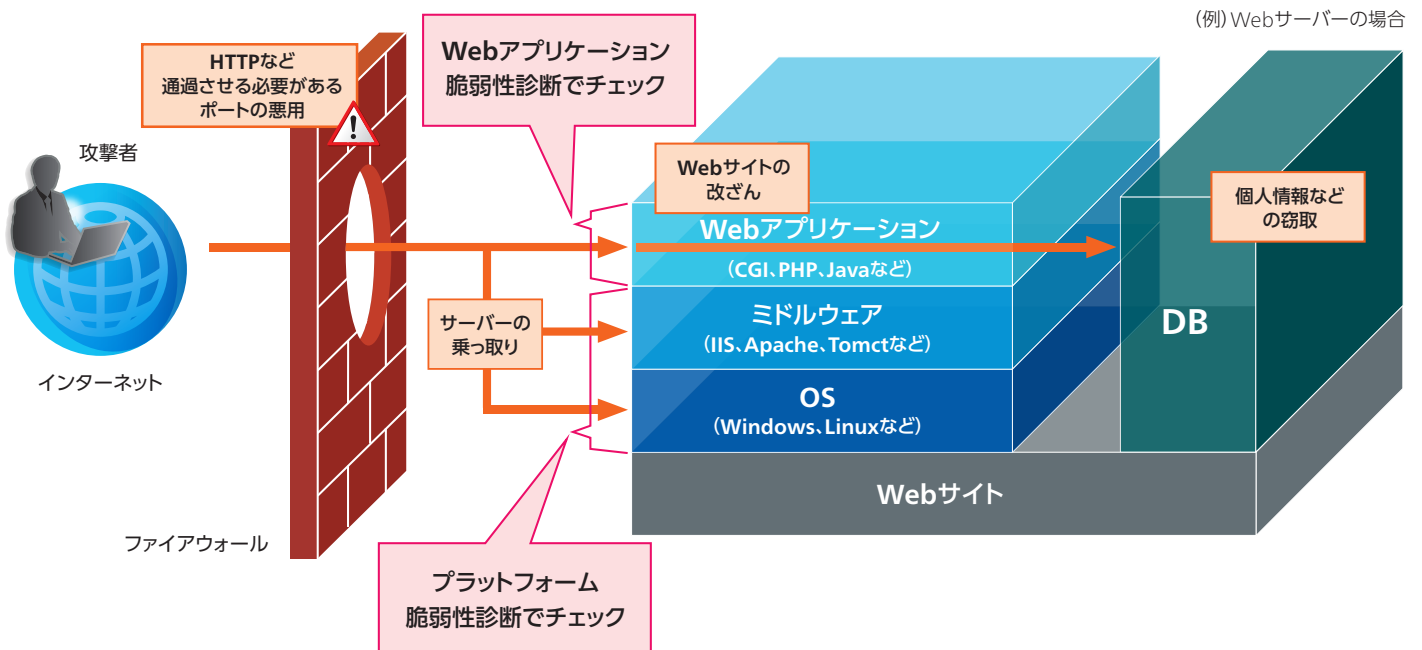 (例)Webサーバーの場合
HTTPなど
通過させる必要がある
ポートの悪用
Webアプリケーション
脆弱性診断でチェック
攻撃者
インターネット
ファイアウォール
サーバーの
乗っ取り
Webサイトの
改ざん
個人情報など
の窃取
Webアプリケーション
(CGI、PHP、Javaなど)
ミドルウェア
(IIS、Apache、Tomctなど)
OS
(Windows、Linuxなど)
DB
Webサイト
プラットフォーム
脆弱性診断でチェック